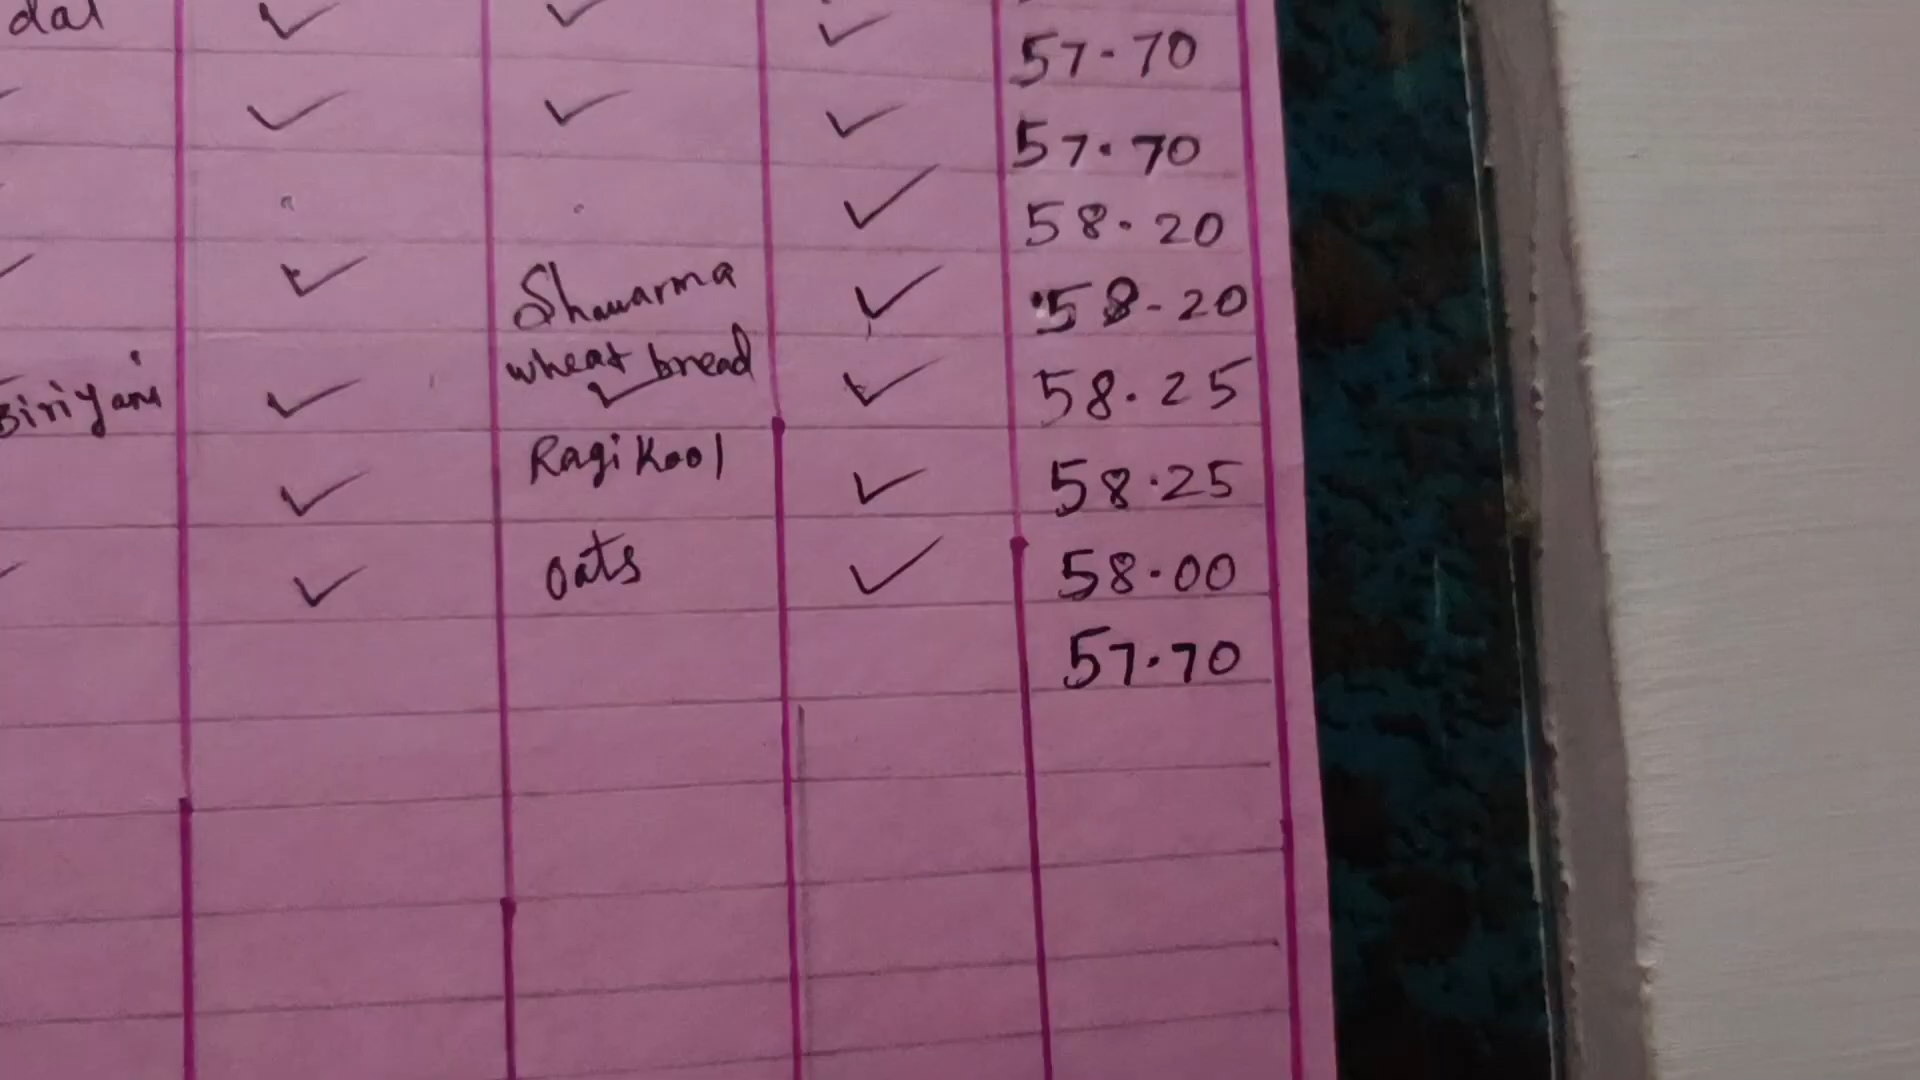 dal ✓ ✓ ✓ 57-70
✓ ✓ ✓ 57.70
✓ 58.20
✓ Shawarma ✓ 58-20
Biriyani ✓ wheat bread ✓ ✓ 58.25
✓ Ragi Kool ✓ 58.25
✓ oats ✓ 58.00
57.70